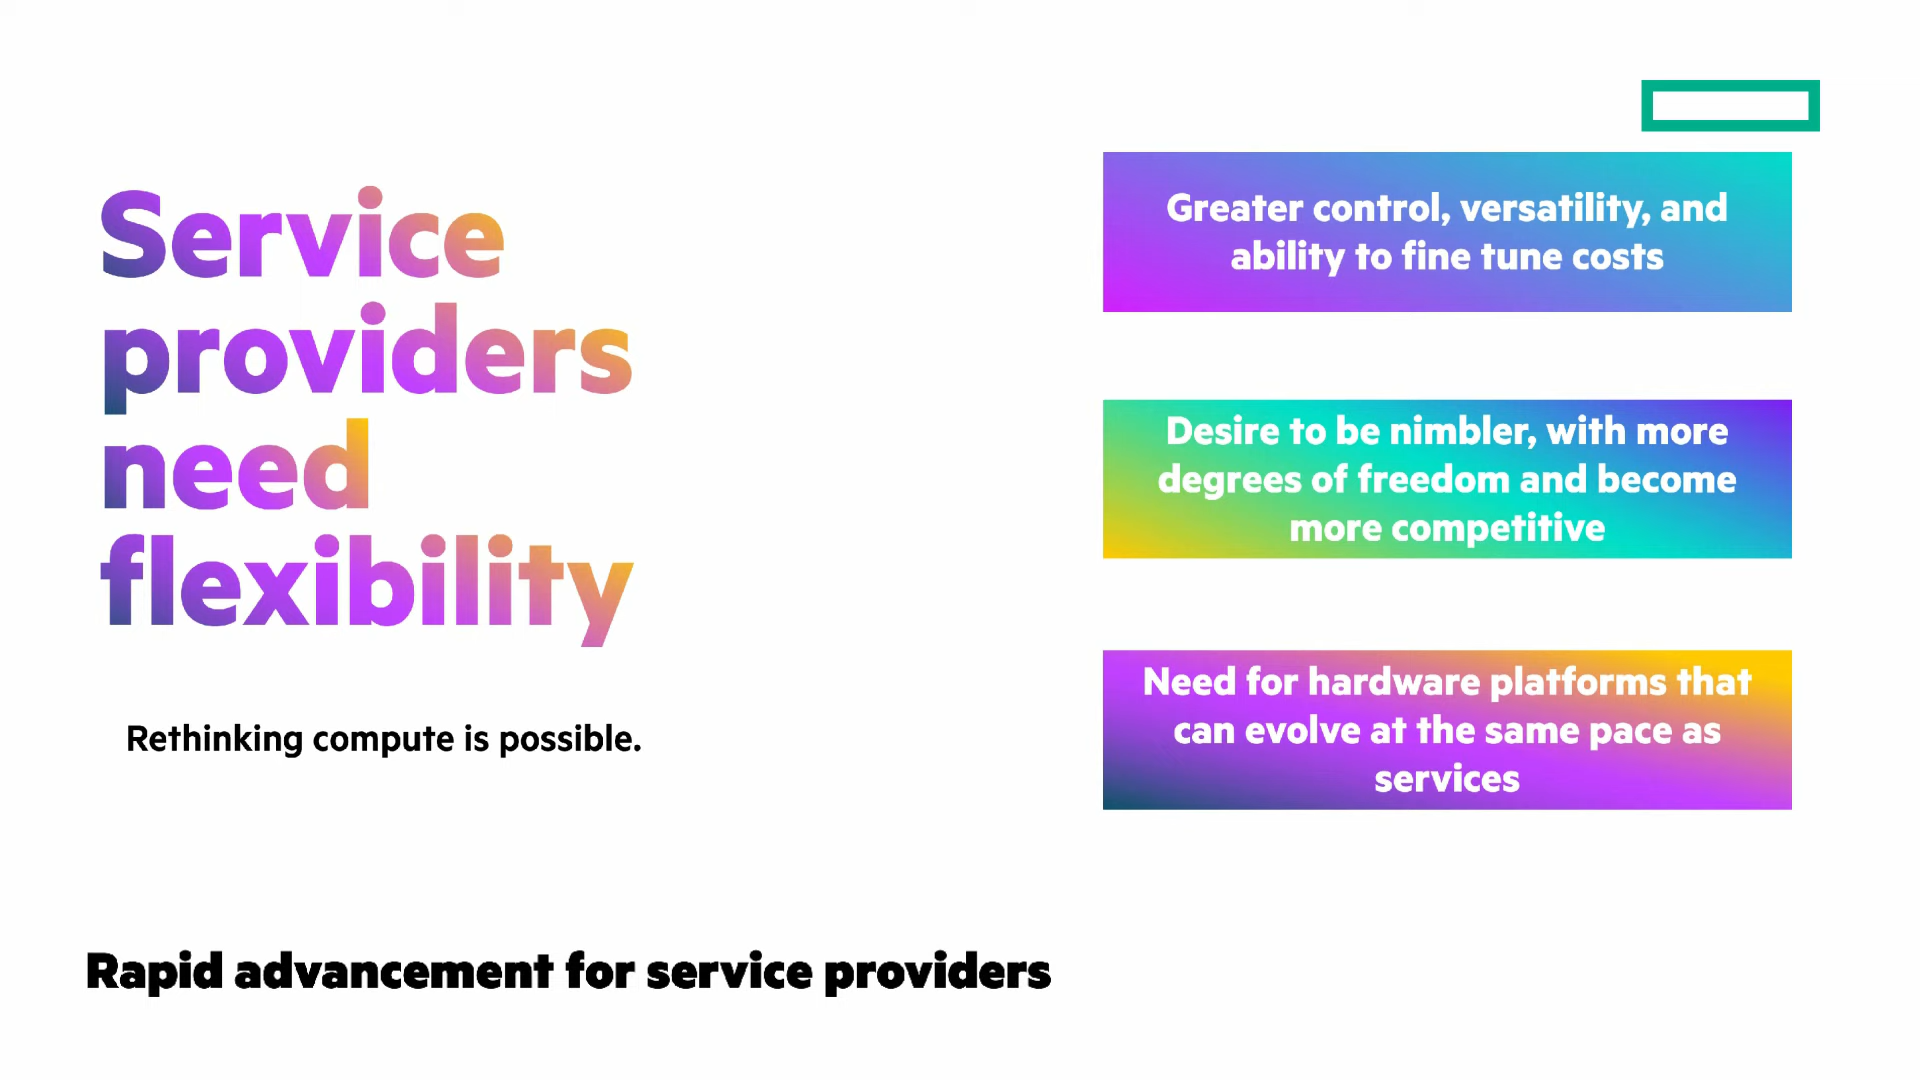 Service
providers
need
flexibility
Rethinking compute is possible.
Greater control, versatility, and
ability to fine tune costs
Desire to be nimbler, with more
degrees of freedom and become
more competitive
Need for hardware platforms that
can evolve at the same pace as
services
Rapid advancement for service providers